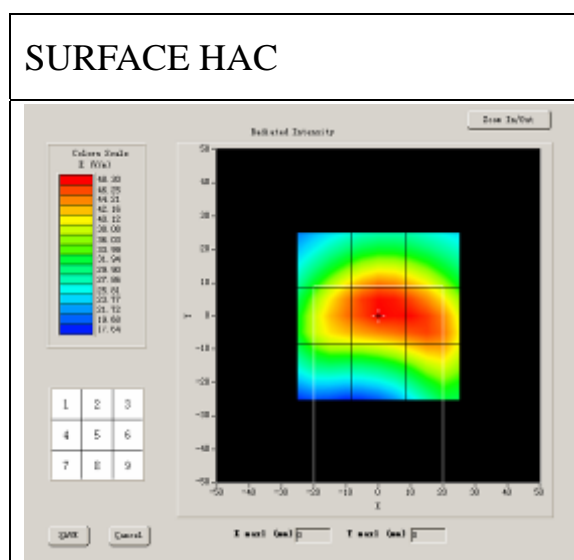 SURFACE HAC
Zoom In/Out
Radiated Intensity
Colors Scale
E (V/m)
48.30
46.25
44.21
42.16
40.12
38.08
36.03
33.99
31.94
29.90
27.86
25.81
23.77
21.72
19.68
17.64
50
40
30
20
10
0
-10
-20
-30
-40
-50
Y
-50 -40 -30 -20 -10 0 10 20 30 40 50
X
1 2 3
4 5 6
7 8 9
Cancel
0
0